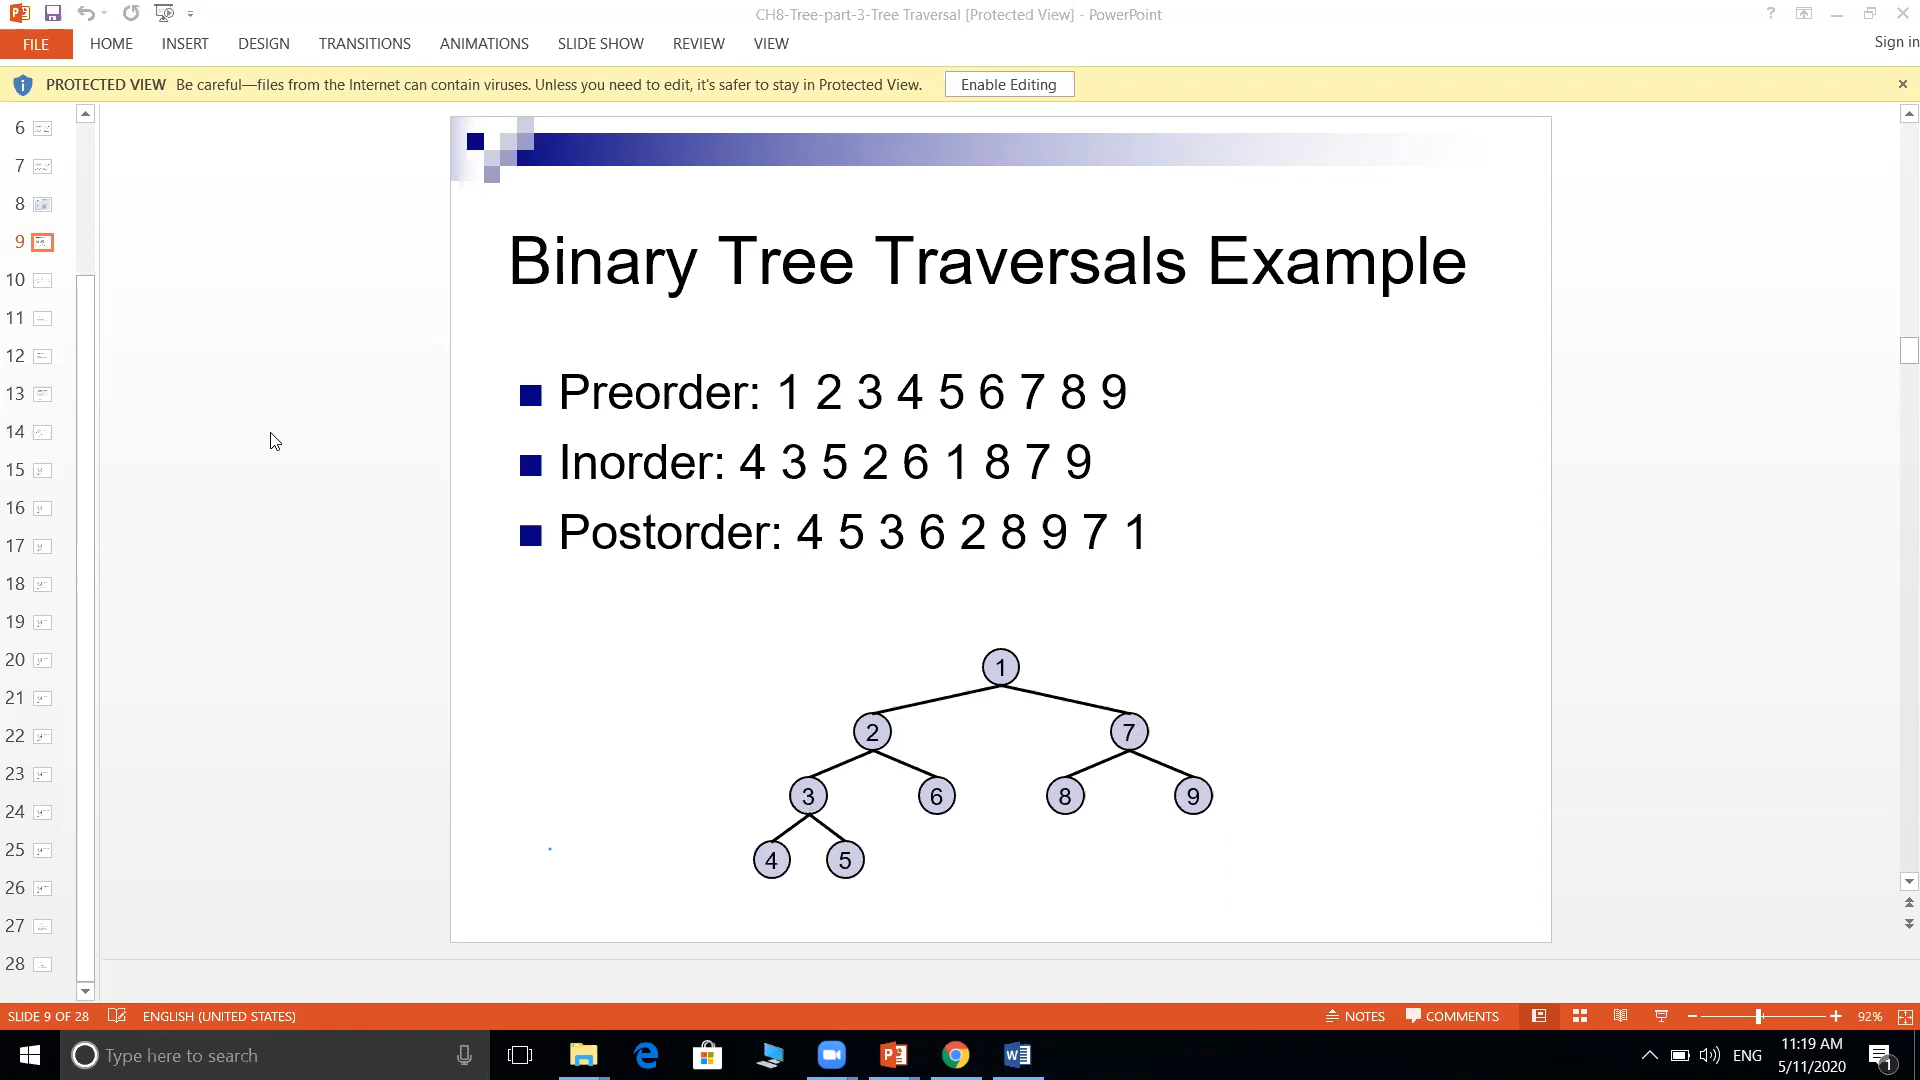 CH8-Tree-part-3-Tree Traversal [Protected View] - PowerPoint
?
FILE HOME INSERT DESIGN TRANSITIONS ANIMATIONS SLIDE SHOW REVIEW VIEW
Sign in
PROTECTED VIEW Be careful—files from the Internet can contain viruses. Unless you need to edit, it's safer to stay in Protected View. Enable Editing
6
7
8
9
10
11
12
13
14
15
16
17
18
19
20
21
22
23
24
25
26
27
28
Binary Tree Traversals Example
Preorder: 1 2 3 4 5 6 7 8 9
Inorder: 4 3 5 2 6 1 8 7 9
Postorder: 4 5 3 6 2 8 9 7 1
1
2 7
3 6 8 9
4 5
SLIDE 9 OF 28 ENGLISH (UNITED STATES) NOTES COMMENTS 92%
Type here to search
ENG
11:19 AM
5/11/2020
1